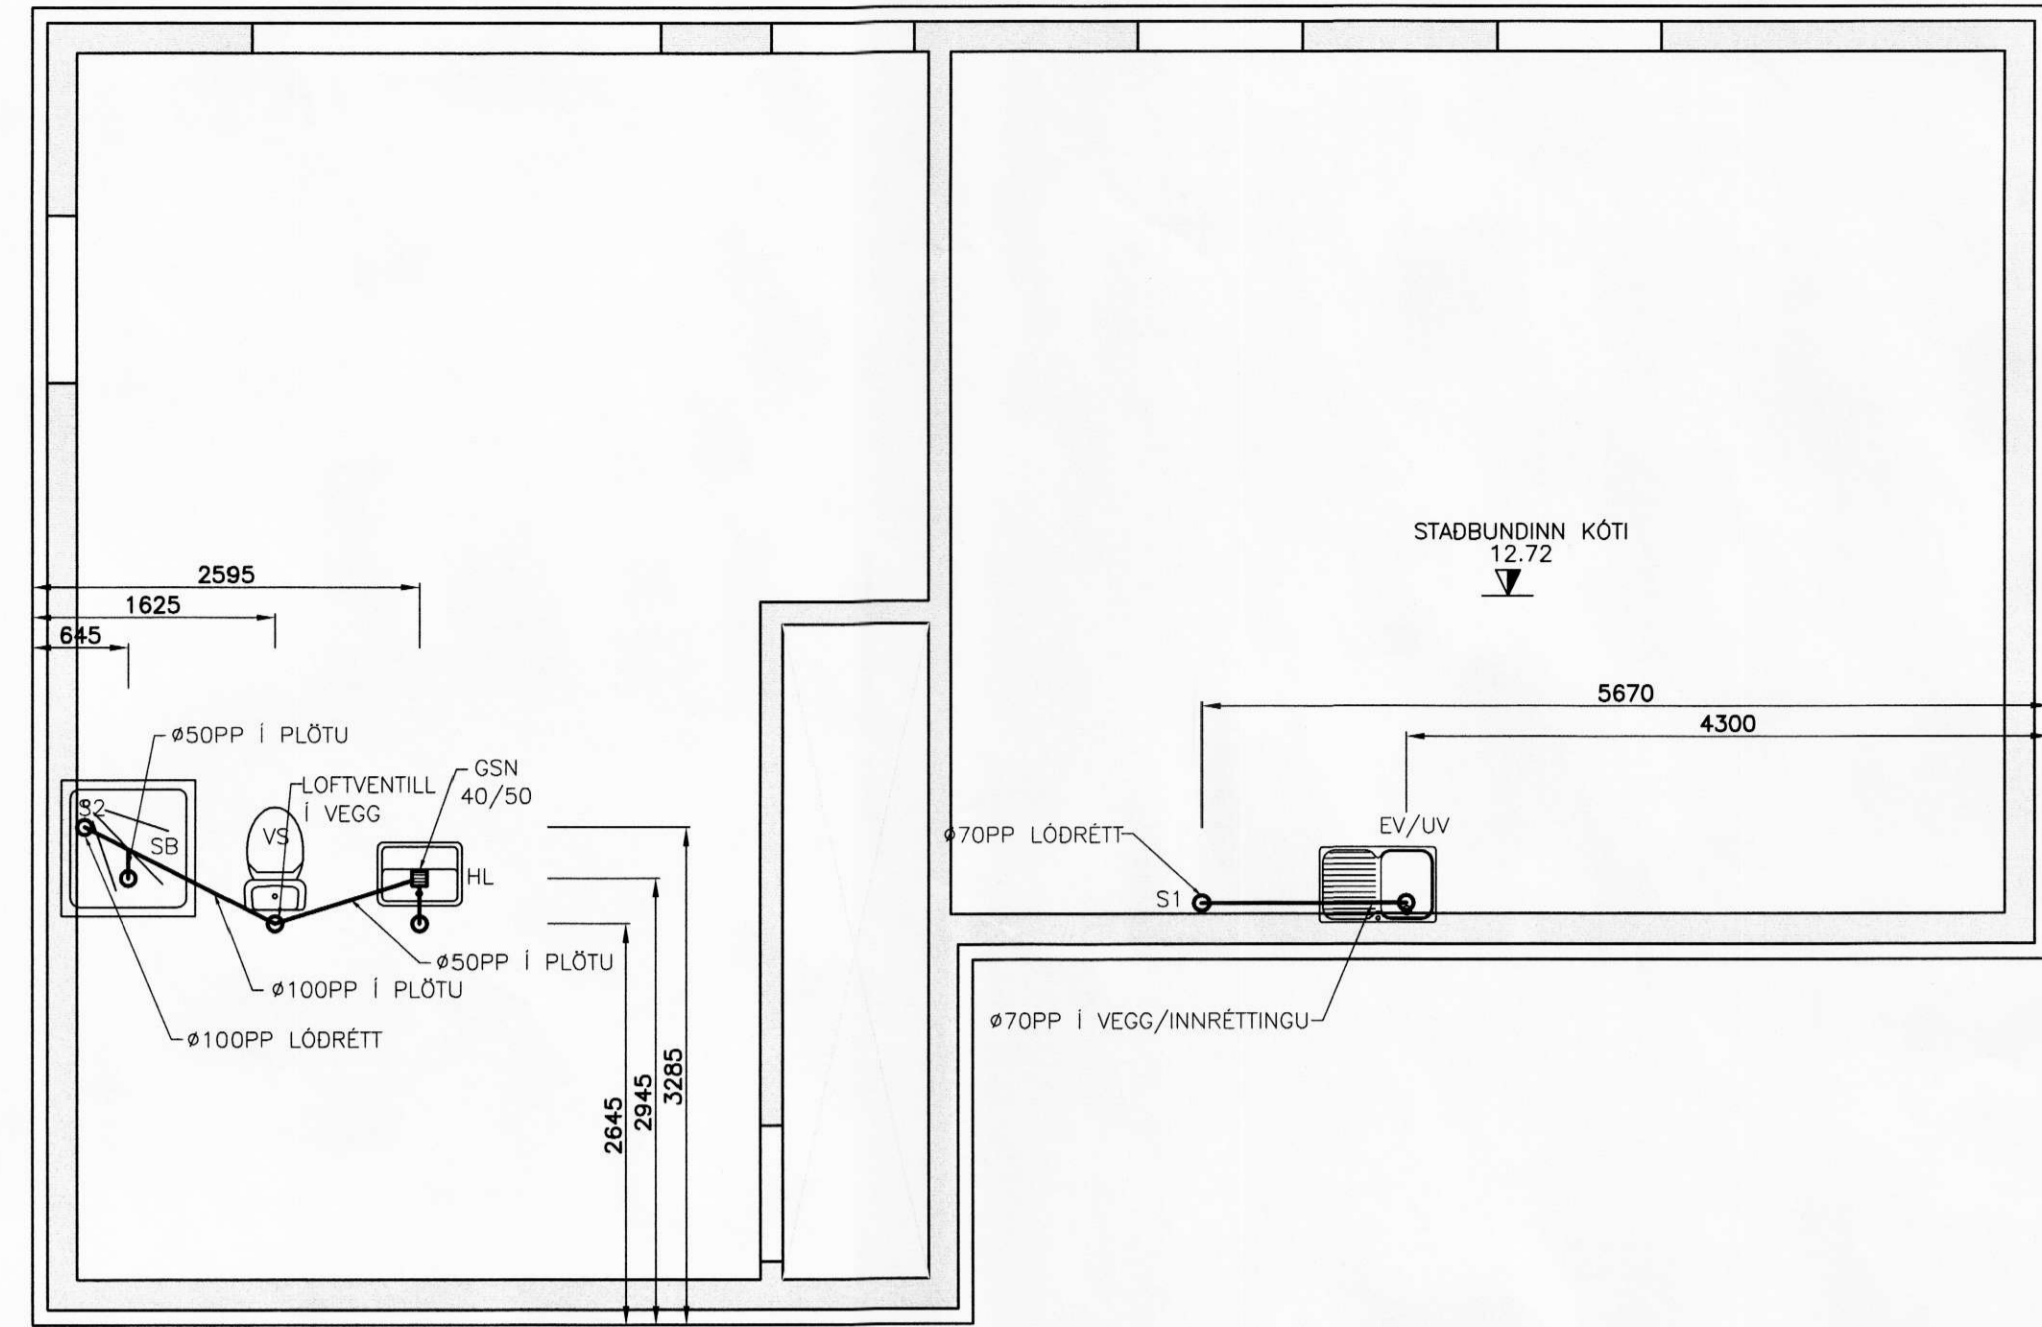 STAÐBUNDINN KÓTI
12.72
2595
1625
645
5670
4300
ø50PP Í PLÖTU
LOFTVENTILL
Í VEGG
GSN
40/50
S2
SB
VS
HL
ø70PP LÓÐRÉTT
EV/UV
S1
ø50PP Í PLÖTU
ø100PP Í PLÖTU
ø100PP LÓÐRÉTT
ø70PP Í VEGG/INNRÉTTINGU
2645
2945
3285